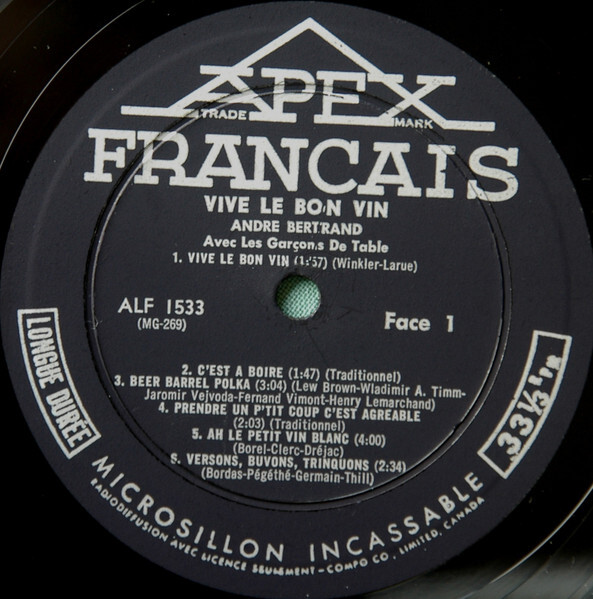 APEX
TRADE MARK
FRANCAIS
VIVE LE BON VIN
ANDRE BERTRAND
Avec Les Garçons De Table
1. VIVE LE BON VIN (1:57) (Winkler-Larue)
ALF 1533
(MG-269)
Face 1
2. C'EST A BOIRE (1:47) (Traditionnel)
3. BEER BARREL POLKA (3:04) (Lew Brown-Wladimir A. Timm-
Jaromir Vejvoda-Fernand Vimont-Henry Lemarchand)
4. PRENDRE UN P'TIT COUP C'EST AGREABLE
(2:03) (Traditionnel)
5. AH LE PETIT VIN BLANC (4:00)
(Borel-Clerc-Dréjac)
6. VERSONS, BUVONS, TRINQUONS (2:34)
(Bordas-Pégéthé-Germain-Thill)
LONGUE DURÉE
33⅓ t/m
MICROSILLON INCASSABLE
RADIODIFFUSION AVEC LICENCE SEULEMENT-COMPO CO. LIMITED, CANADA